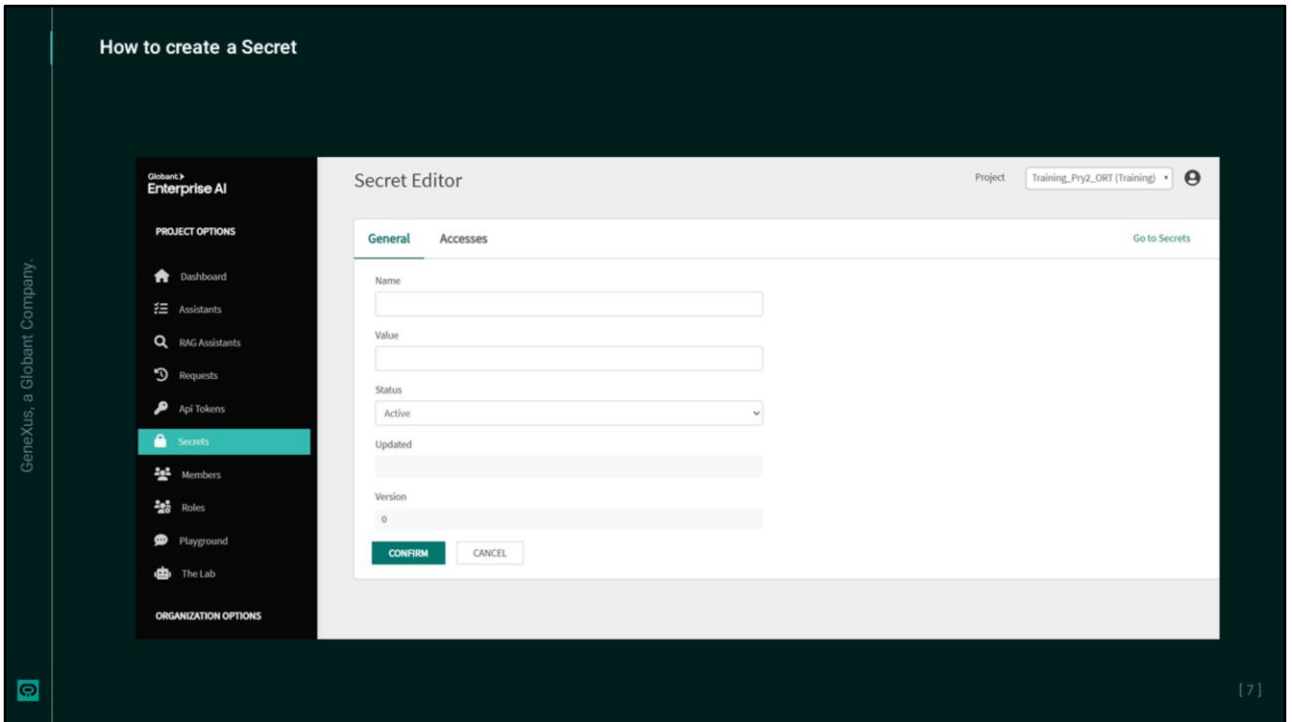 How to create a Secret
Globant>
Enterprise AI
PROJECT OPTIONS
Dashboard
Assistants
RAG Assistants
Requests
Api Tokens
Secrets
Members
Roles
Playground
The Lab
ORGANIZATION OPTIONS
Secret Editor
Project
Training_Pry2_ORT (Training)
General
Accesses
Go to Secrets
Name
Value
Status
Active
Updated
Version
0
CONFIRM
CANCEL
GeneXus, a Globant Company.
[ 7 ]